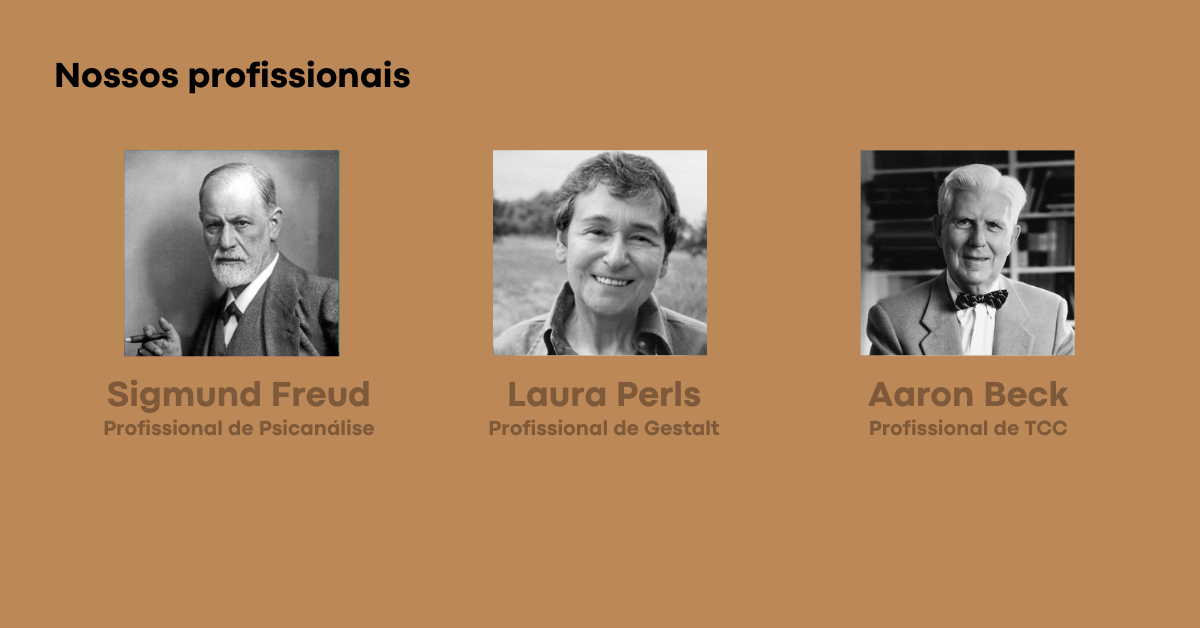 Nossos profissionais
Sigmund Freud
Profissional de Psicanálise
Laura Perls
Profissional de Gestalt
Aaron Beck
Profissional de TCC